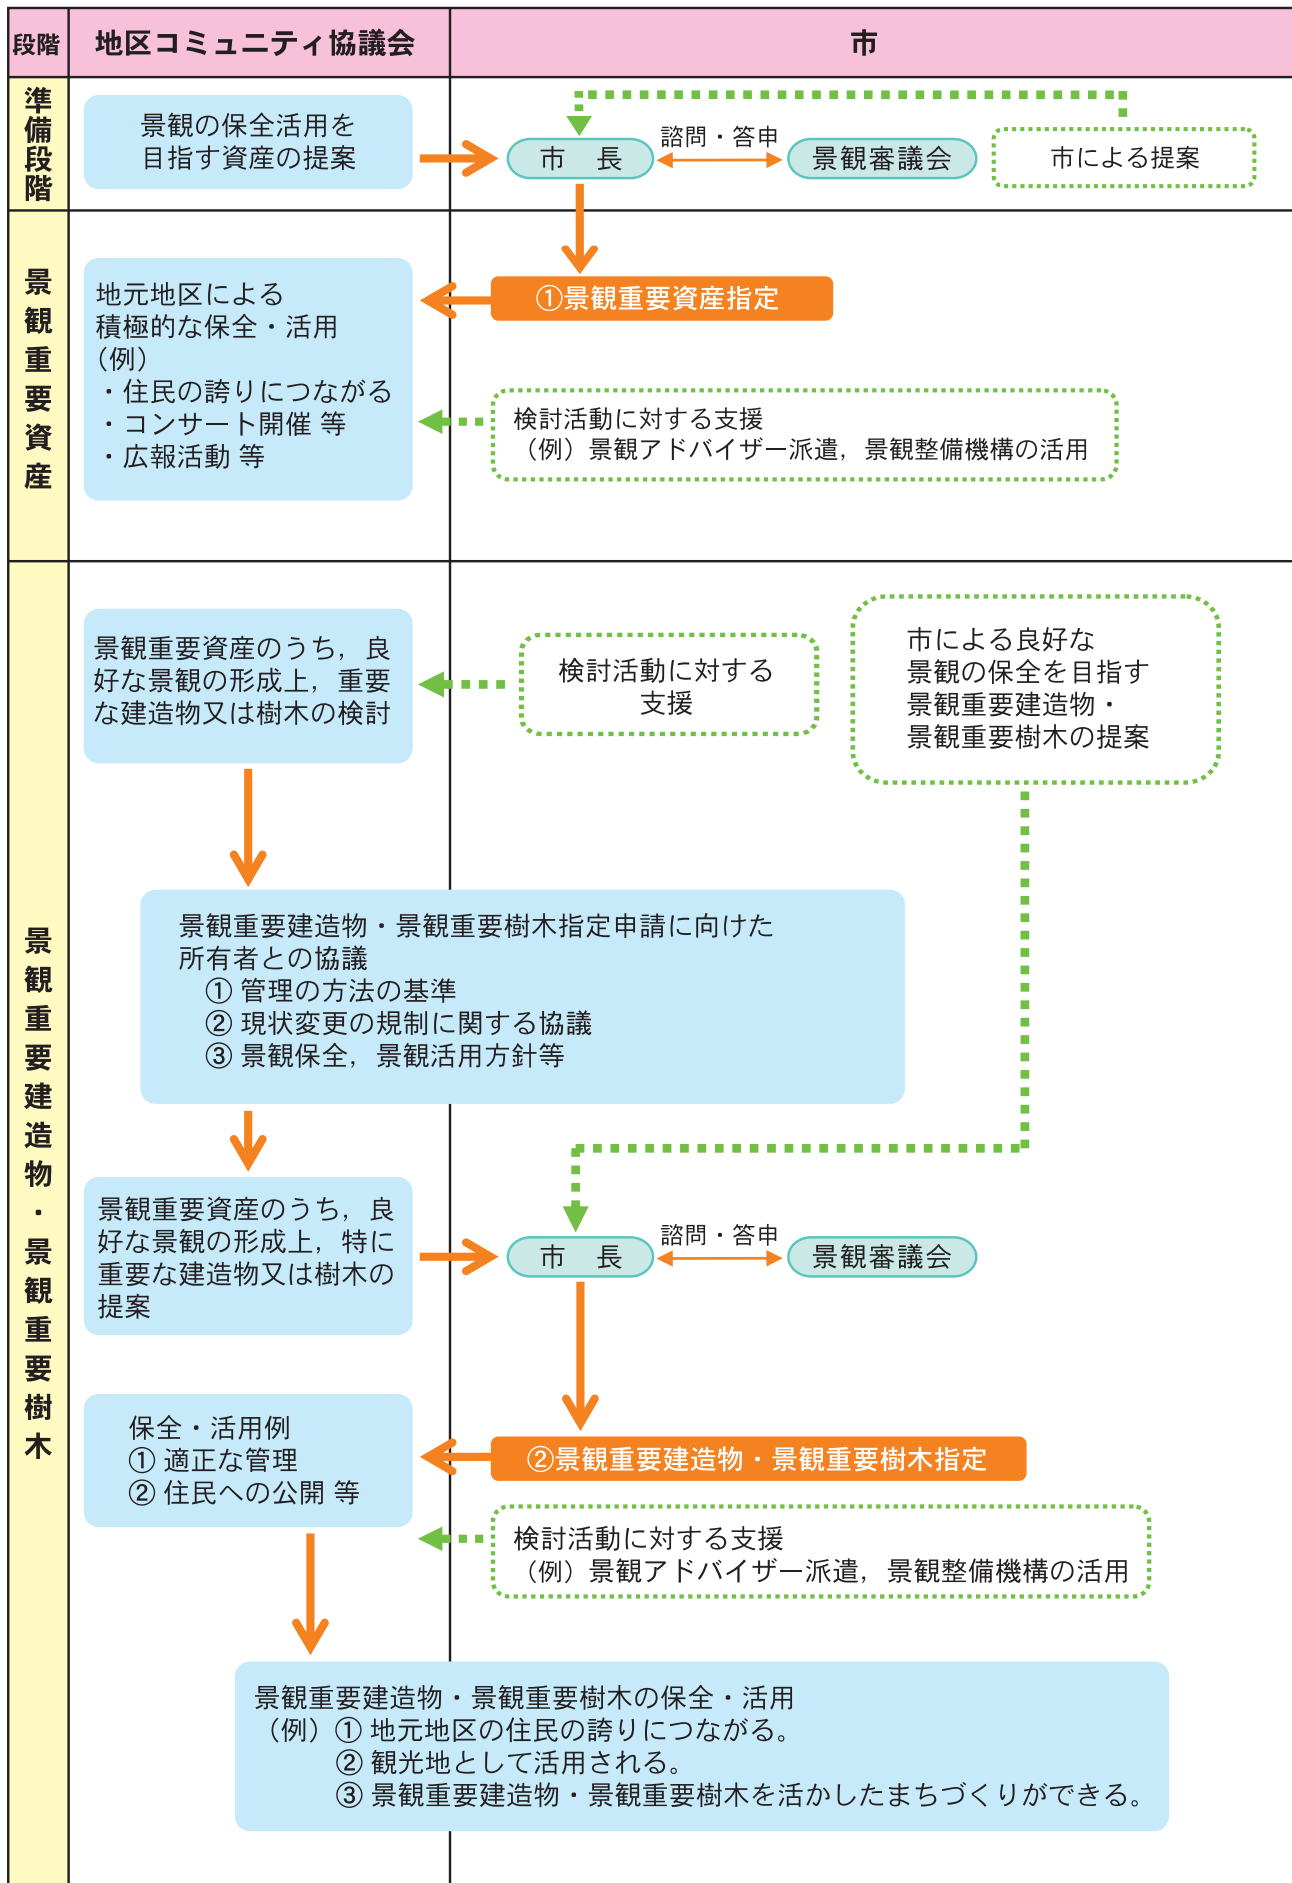 段階
地区コミュニティ協議会
市
準備段階
景観の保全活用を
目指す資産の提案
市　長
諮問・答申
景観審議会
市による提案
景観重要資産
①景観重要資産指定
地元地区による
積極的な保全・活用
（例）
・住民の誇りにつながる
・コンサート開催 等
・広報活動 等
検討活動に対する支援
（例）景観アドバイザー派遣，景観整備機構の活用
景観重要建造物・景観重要樹木
景観重要資産のうち，良
好な景観の形成上，重要
な建造物又は樹木の検討
検討活動に対する
支援
市による良好な
景観の保全を目指す
景観重要建造物・
景観重要樹木の提案
景観重要建造物・景観重要樹木指定申請に向けた
所有者との協議
① 管理の方法の基準
② 現状変更の規制に関する協議
③ 景観保全，景観活用方針等
景観重要資産のうち，良
好な景観の形成上，特に
重要な建造物又は樹木の
提案
市　長
諮問・答申
景観審議会
②景観重要建造物・景観重要樹木指定
保全・活用例
① 適正な管理
② 住民への公開 等
検討活動に対する支援
（例）景観アドバイザー派遣，景観整備機構の活用
景観重要建造物・景観重要樹木の保全・活用
（例）① 地元地区の住民の誇りにつながる。
② 観光地として活用される。
③ 景観重要建造物・景観重要樹木を活かしたまちづくりができる。